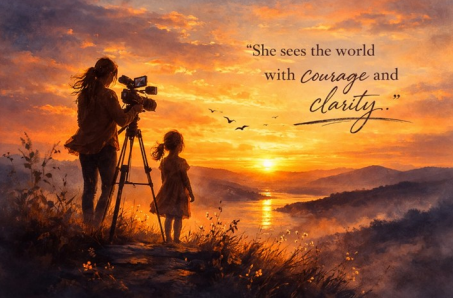 “She sees the world
with courage and
clarity.”